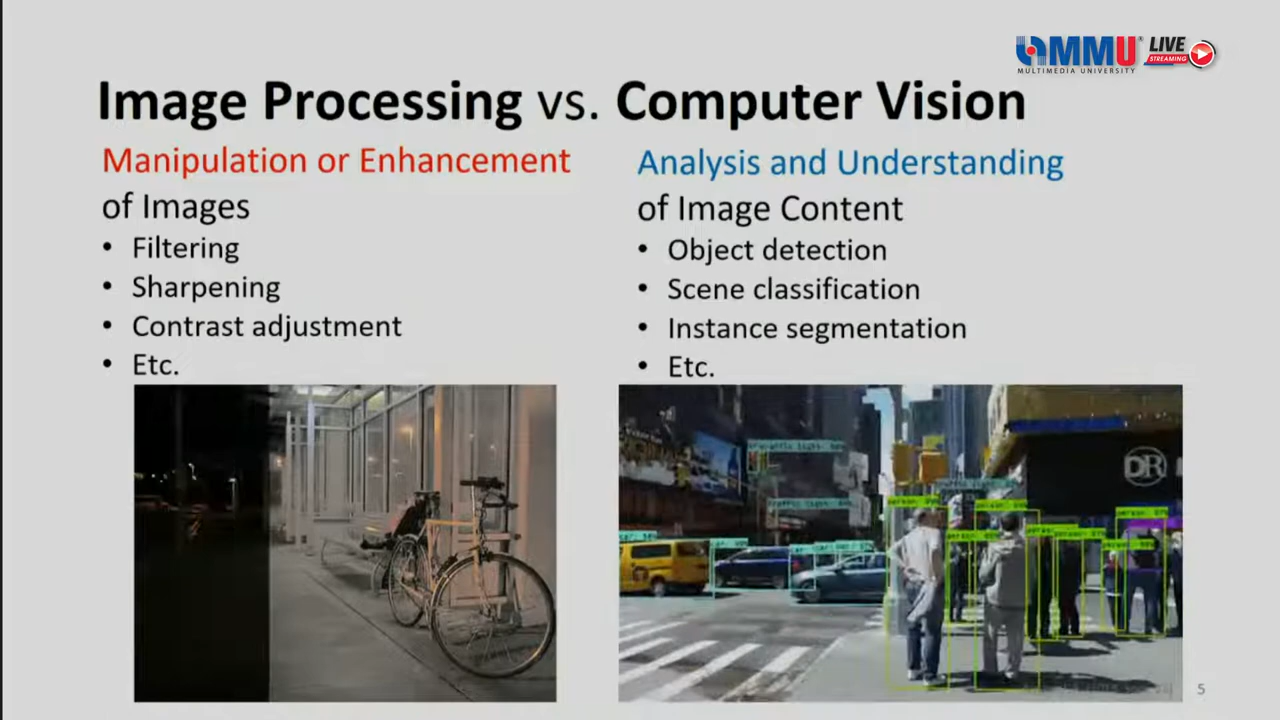 MMU
MULTIMEDIA UNIVERSITY
LIVE
STREAMING
Image Processing vs. Computer Vision
Manipulation or Enhancement
of Images
• Filtering
• Sharpening
• Contrast adjustment
• Etc.
Analysis and Understanding
of Image Content
• Object detection
• Scene classification
• Instance segmentation
• Etc.
DR
5